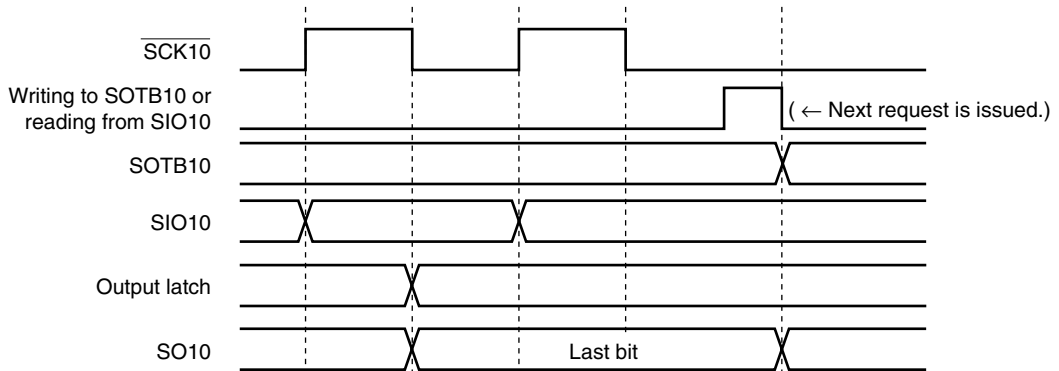 SCK10
Writing to SOTB10 or
reading from SIO10
( ← Next request is issued.)
SOTB10
SIO10
Output latch
SO10
Last bit